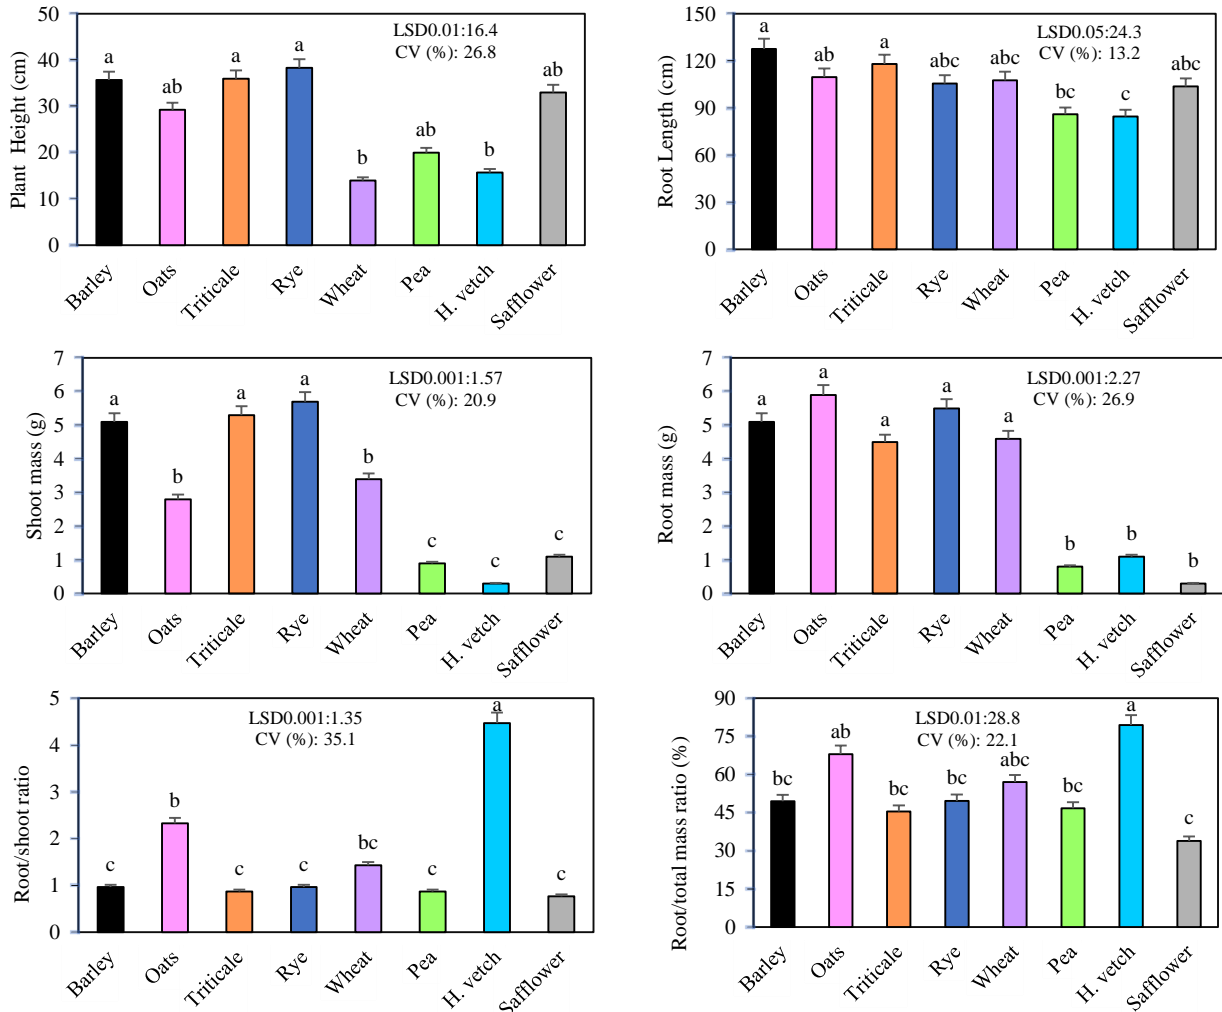 Plant Height (cm)
50
40
30
20
10
0
LSD0.01:16.4
CV (%): 26.8
a
ab
a
a
b
ab
b
ab
Barley
Oats
Triticale
Rye
Wheat
Pea
H. vetch
Safflower
Root Length (cm)
150
120
90
60
30
0
LSD0.05:24.3
CV (%): 13.2
a
ab
a
abc
abc
bc
c
abc
Barley
Oats
Triticale
Rye
Wheat
Pea
H. vetch
Safflower
Shoot mass (g)
7
6
5
4
3
2
1
0
LSD0.001:1.57
CV (%): 20.9
a
b
a
a
b
c
c
c
Barley
Oats
Triticale
Rye
Wheat
Pea
H. vetch
Safflower
Root mass (g)
7
6
5
4
3
2
1
0
LSD0.001:2.27
CV (%): 26.9
a
a
a
a
a
b
b
b
Barley
Oats
Triticale
Rye
Wheat
Pea
H. vetch
Safflower
Root/shoot ratio
5
4
3
2
1
0
LSD0.001:1.35
CV (%): 35.1
c
b
c
c
bc
c
a
c
Barley
Oats
Triticale
Rye
Wheat
Pea
H. vetch
Safflower
Root/total mass ratio (%)
90
75
60
45
30
15
0
LSD0.01:28.8
CV (%): 22.1
bc
ab
bc
bc
abc
bc
a
c
Barley
Oats
Triticale
Rye
Wheat
Pea
H. vetch
Safflower